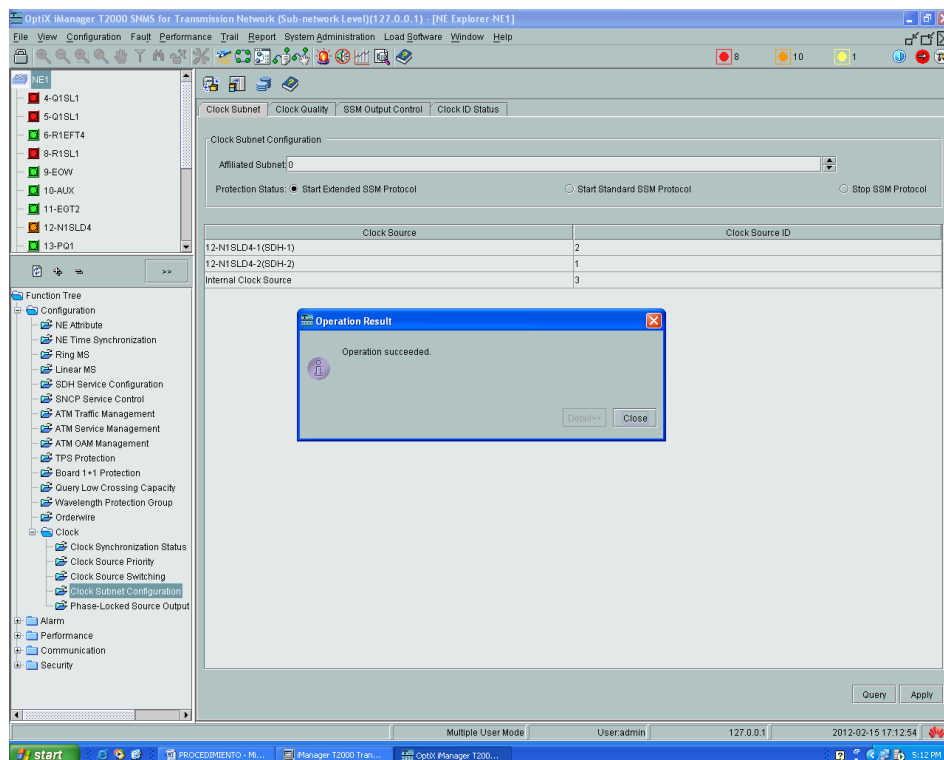 OptiX iManager T2000 SNMS for Transmission Network (Sub-network Level)(127.0.0.1) - [NE Explorer-NE1]
File View Configuration Fault Performance Trail Report System Administration Load Software Window Help
8 10 1
NE1
4-Q1SL1
5-Q1SL1
6-R1EFT4
8-R1SL1
9-EOW
10-AUX
11-EGT2
12-N1SLD4
13-PQ1
>>
Function Tree
Configuration
NE Attribute
NE Time Synchronization
Ring MS
Linear MS
SDH Service Configuration
SNCP Service Control
ATM Traffic Management
ATM Service Management
ATM OAM Management
TPS Protection
Board 1+1 Protection
Query Low Crossing Capacity
Wavelength Protection Group
Orderwire
Clock
Clock Synchronization Status
Clock Source Priority
Clock Source Switching
Clock Subnet Configuration
Phase-Locked Source Output
Alarm
Performance
Communication
Security
Clock Subnet Clock Quality SSM Output Control Clock ID Status
Clock Subnet Configuration
Affiliated Subnet: 0
Protection Status: Start Extended SSM Protocol Start Standard SSM Protocol Stop SSM Protocol
Clock Source Clock Source ID
12-N1SLD4-1(SDH-1) 2
12-N1SLD4-2(SDH-2) 1
Internal Clock Source 3
Operation Result
Operation succeeded.
Detail>> Close
Query Apply
Multiple User Mode User:admin 127.0.0.1 2012-02-15 17:12:54
start PROCEDIMIENTO - Mi... iManager T2000 Tran... OptiX iManager T200... 5:12 PM